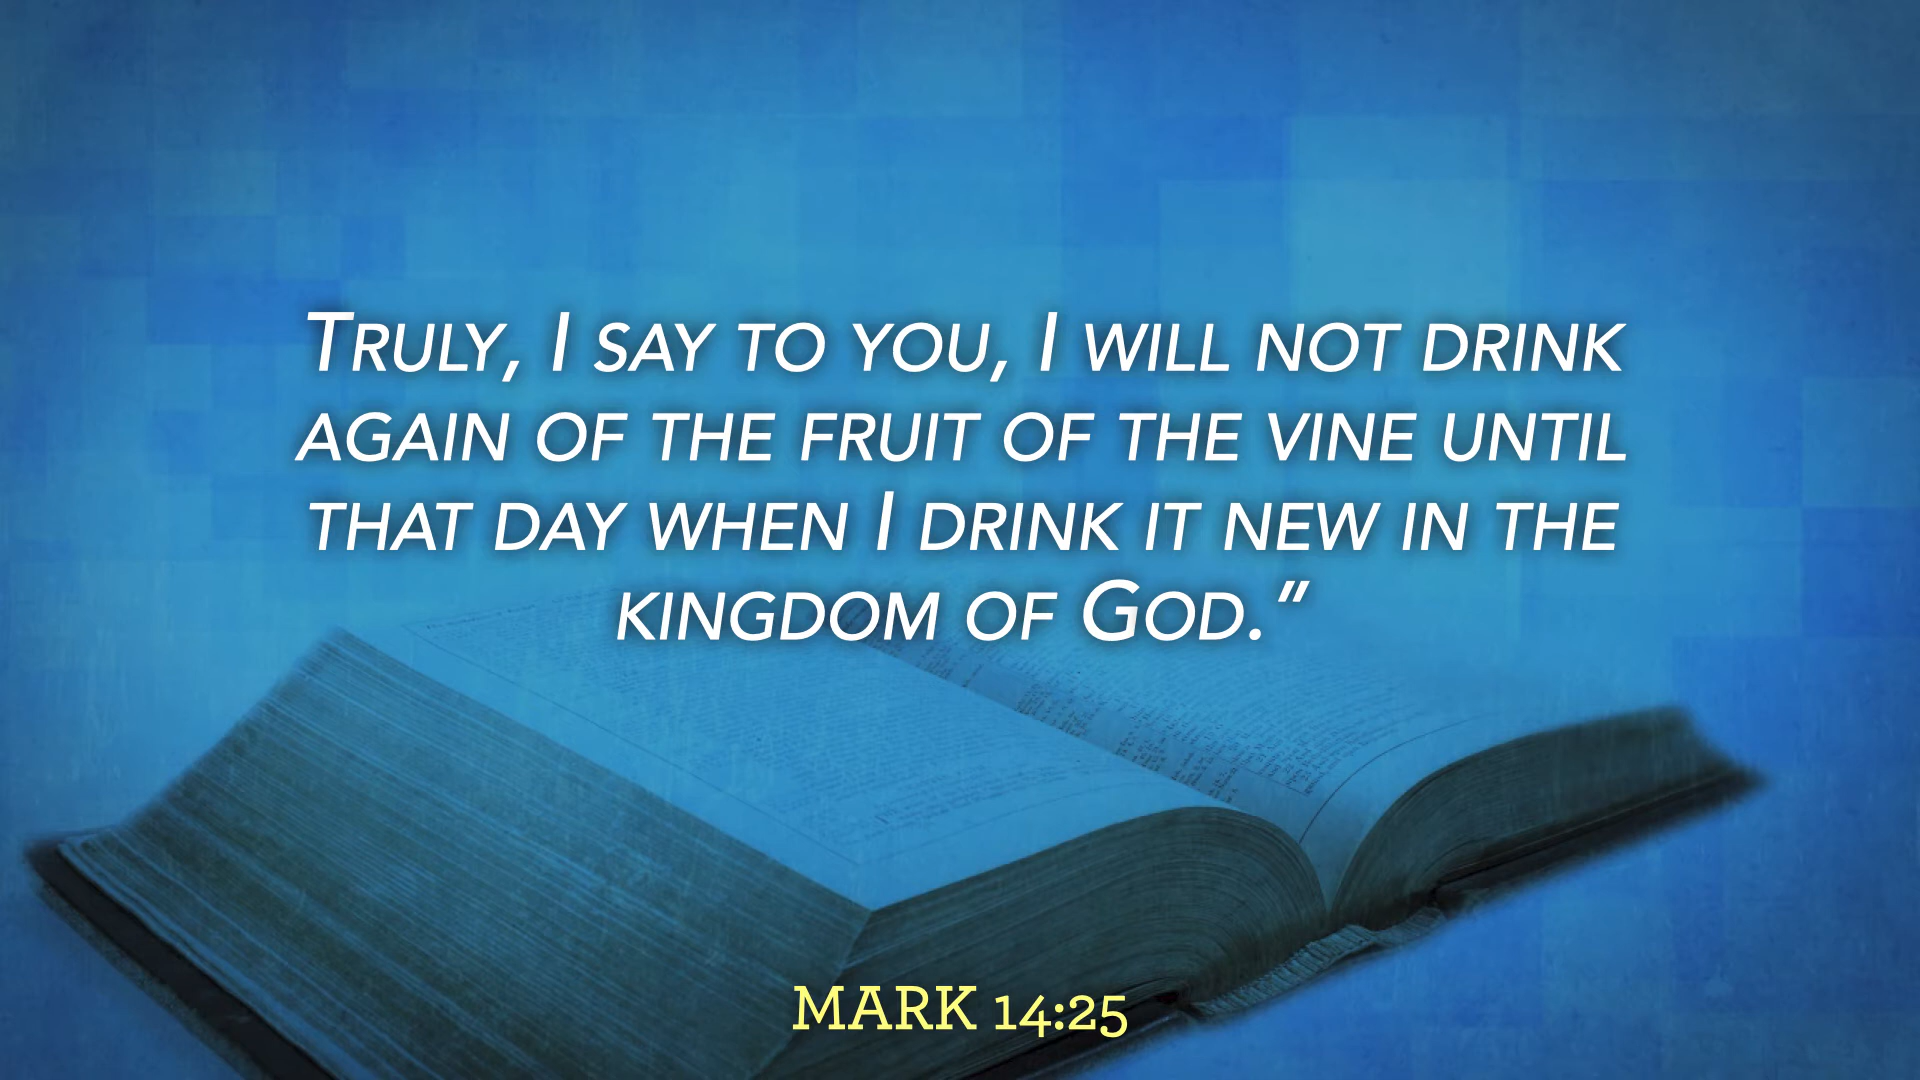 Truly, I say to you, I will not drink
again of the fruit of the vine until
that day when I drink it new in the
kingdom of God.”
MARK 14:25